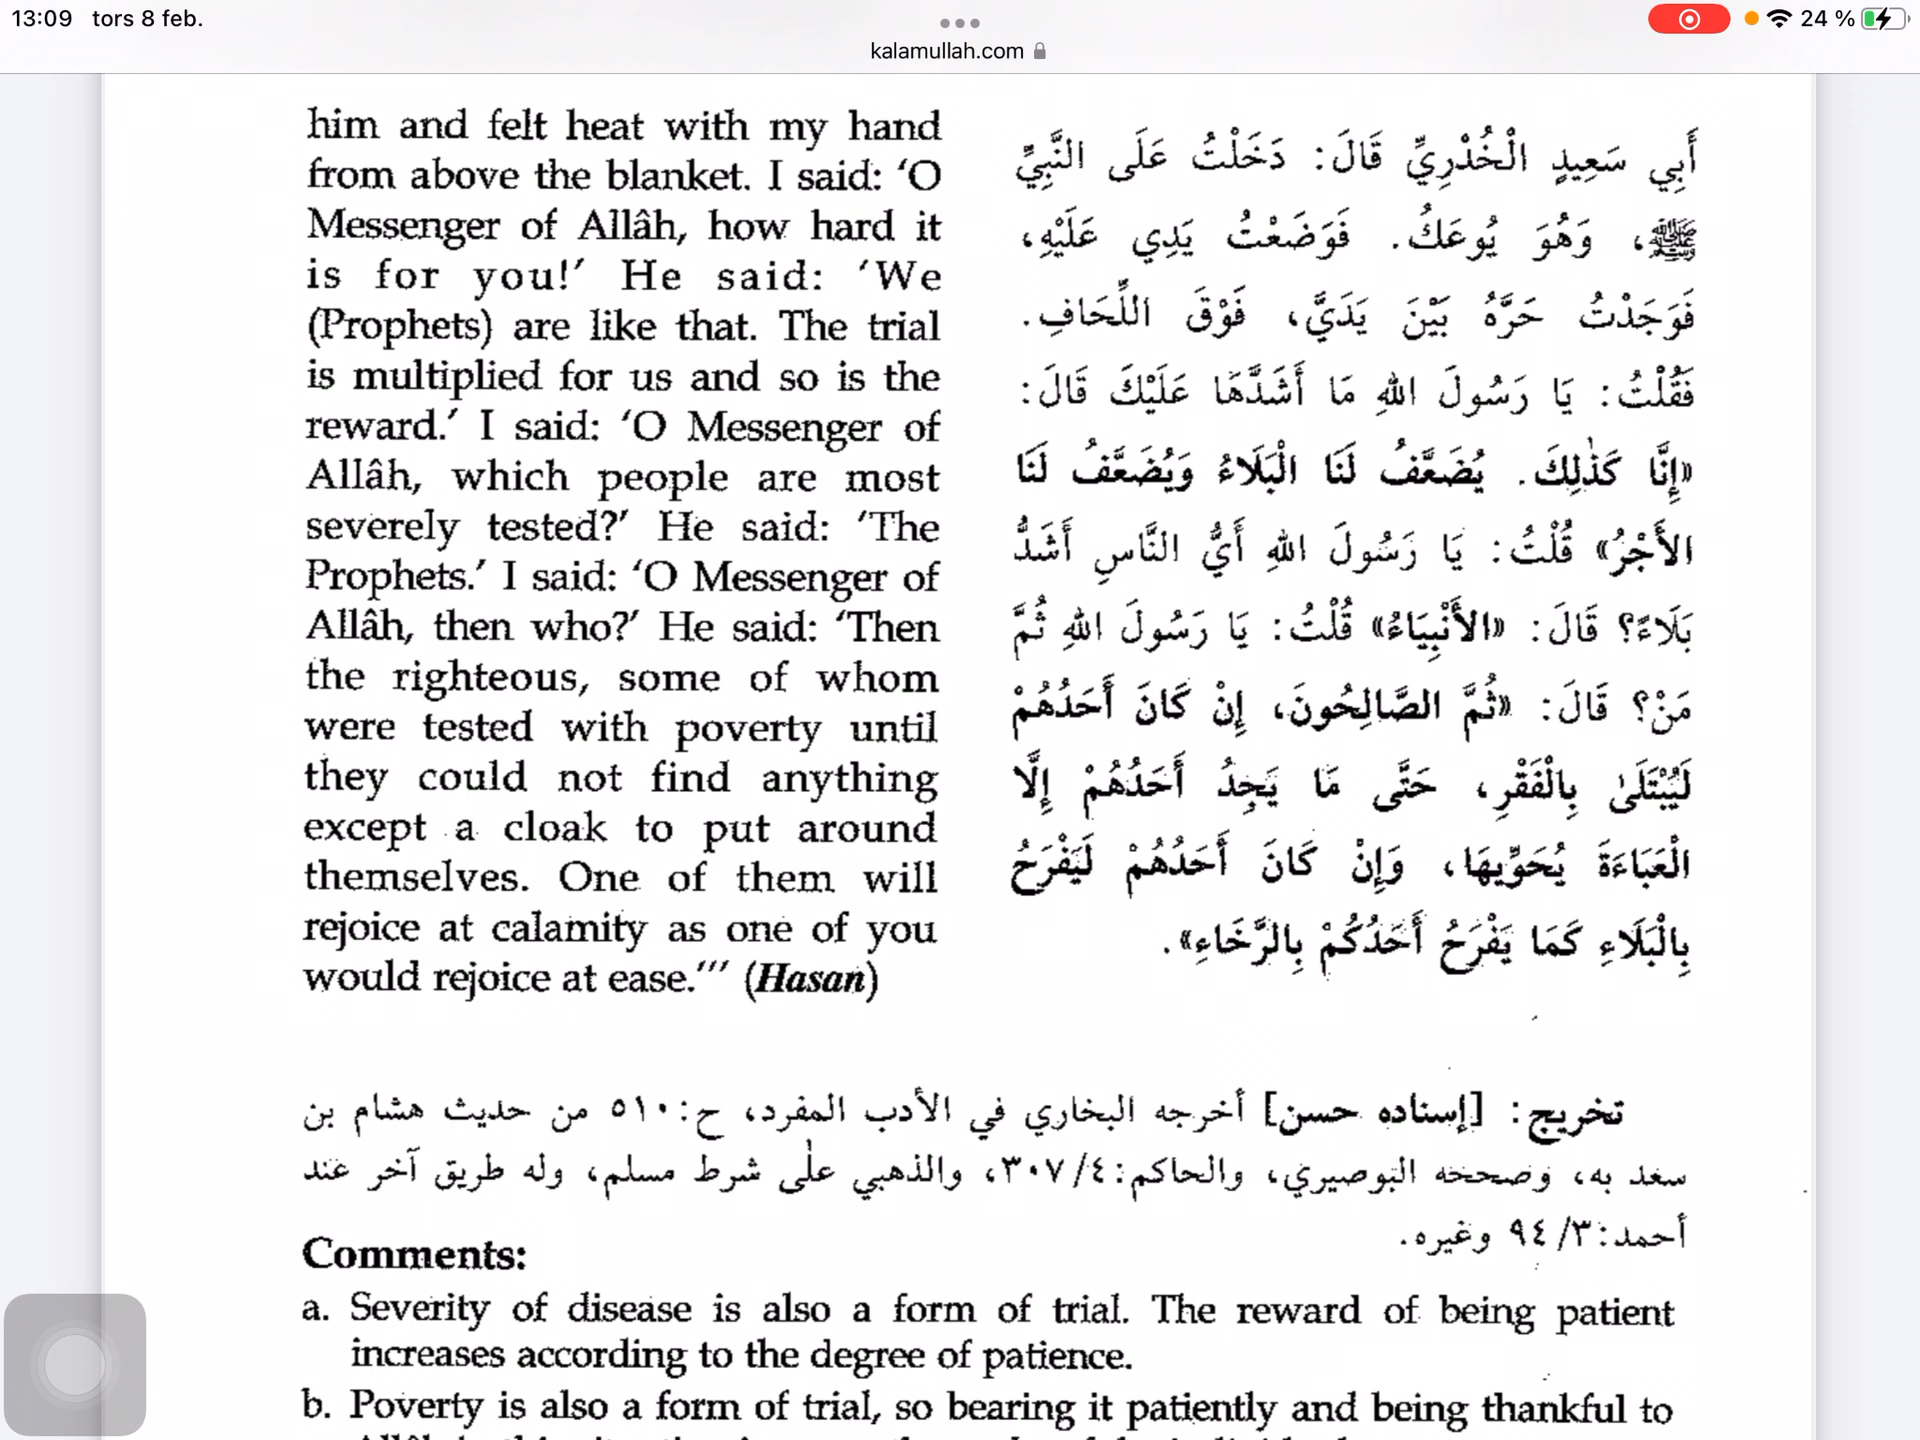 13:09 tors 8 feb.
24 %
kalamullah.com
him and felt heat with my hand
from above the blanket. I said: ‘O
Messenger of Allâh, how hard it
is for you!’ He said: ‘We
(Prophets) are like that. The trial
is multiplied for us and so is the
reward.’ I said: ‘O Messenger of
Allâh, which people are most
severely tested?’ He said: ‘The
Prophets.’ I said: ‘O Messenger of
Allâh, then who?’ He said: ‘Then
the righteous, some of whom
were tested with poverty until
they could not find anything
except a cloak to put around
themselves. One of them will
rejoice at calamity as one of you
would rejoice at ease.’’’ (Hasan)
أَبِي سَعِيدٍ الْخُدْرِيِّ قَالَ: دَخَلْتُ عَلَى النَّبِيِّ
ﷺ، وَهُوَ يُوعَكُ. فَوَضَعْتُ يَدِي عَلَيْهِ،
فَوَجَدْتُ حَرَّهُ بَيْنَ يَدَيَّ، فَوْقَ اللِّحَافِ.
فَقُلْتُ: يَا رَسُولَ اللهِ مَا أَشَدَّهَا عَلَيْكَ قَالَ:
«إِنَّا كَذٰلِكَ. يُضَعَّفُ لَنَا الْبَلَاءُ وَيُضَعَّفُ لَنَا
الأَجْرُ» قُلْتُ: يَا رَسُولَ اللهِ أَيُّ النَّاسِ أَشَدُّ
بَلَاءً؟ قَالَ: «الأَنْبِيَاءُ» قُلْتُ: يَا رَسُولَ اللهِ ثُمَّ
مَنْ؟ قَالَ: «ثُمَّ الصَّالِحُونَ، إِنْ كَانَ أَحَدُهُمْ
لَيُبْتَلَىٰ بِالْفَقْرِ، حَتَّى مَا يَجِدُ أَحَدُهُمْ إِلَّا
الْعَبَاءَةَ يُحَوِّيهَا، وَإِنْ كَانَ أَحَدُهُمْ لَيَفْرَحُ
بِالْبَلَاءِ كَمَا يَفْرَحُ أَحَدُكُمْ بِالرَّخَاءِ».
تخريج: [إسناده حسن] أخرجه البخاري في الأدب المفرد، ح:٥١٠ من حديث هشام بن
سعد به، وصححه البوصيري، والحاكم:٤/ ٣٠٧، والذهبي علٰى شرط مسلم، وله طريق آخر عند
أحمد:٣/ ٩٤ وغيره.
Comments:
a. Severity of disease is also a form of trial. The reward of being patient
increases according to the degree of patience.
b. Poverty is also a form of trial, so bearing it patiently and being thankful to